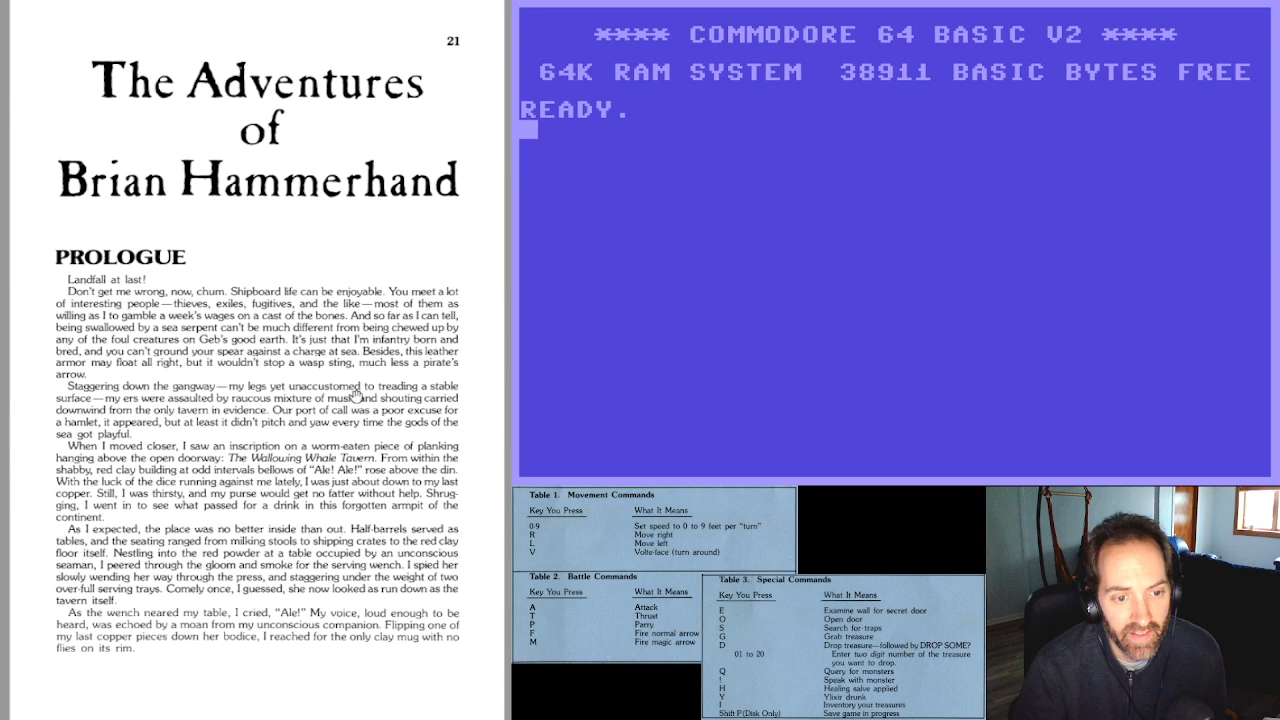 21
The Adventures
of
Brian Hammerhand
PROLOGUE
Landfall at last!
Don't get me wrong, now, chum. Shipboard life can be enjoyable. You meet a lot
of interesting people—thieves, exiles, fugitives, and the like—most of them as
willing as I to gamble a week's wages on a cast of the bones. And so far as I can tell,
being swallowed by a sea serpent can't be much different from being chewed up by
any of the foul creatures on Geb's good earth. It's just that I'm infantry born and
bred, and you can't ground your spear against a charge at sea. Besides, this leather
armor may float all right, but it wouldn't stop a wasp sting, much less a pirate's
arrow.
Staggering down the gangway—my legs yet unaccustomed to treading a stable
surface—my ers were assaulted by raucous mixture of music and shouting carried
downwind from the only tavern in evidence. Our port of call was a poor excuse for
a hamlet, it appeared, but at least it didn't pitch and yaw every time the gods of the
sea got playful.
When I moved closer, I saw an inscription on a worm-eaten piece of planking
hanging above the open doorway: The Wallowing Whale Tavern. From within the
shabby, red clay building at odd intervals bellows of "Ale! Ale!" rose above the din.
With the luck of the dice running against me lately, I was just about down to my last
copper. Still, I was thirsty, and my purse would get no fatter without help. Shrug-
ging, I went in to see what passed for a drink in this forgotten armpit of the
continent.
As I expected, the place was no better inside than out. Half-barrels served as
tables, and the seating ranged from milking stools to shipping crates to the red clay
floor itself. Nestling into the red powder at a table occupied by an unconscious
seaman, I peered through the gloom and smoke for the serving wench. I spied her
slowly wending her way through the press, and staggering under the weight of two
over-full serving trays. Comely once, I guessed, she now looked as run down as the
tavern itself.
As the wench neared my table, I cried, "Ale!" My voice, loud enough to be
heard, was echoed by a moan from my unconscious companion. Flipping one of
my last copper pieces down her bodice, I reached for the only clay mug with no
flies on its rim.
**** COMMODORE 64 BASIC V2 ****
64K RAM SYSTEM 38911 BASIC BYTES FREE
READY.
Table 1. Movement Commands
Key You Press What It Means
0-9 Set speed to 0 to 9 feet per "turn"
R Move right
L Move left
V Volte-face (turn around)
Table 2. Battle Commands
Key You Press What It Means
A Attack
T Thrust
P Parry
F Fire normal arrow
M Fire magic arrow
Table 3. Special Commands
Key You Press What It Means
E Examine wall for secret door
O Open door
S Search for traps
G Grab treasure
D Drop treasure—followed by DROP SOME?
01 to 20 Enter two digit number of the treasure
you want to drop.
Q Query for monsters
! Speak with monster
H Healing salve applied
Y Ylixir drunk
I Inventory your treasures
Shift P (Disk Only) Save game in progress